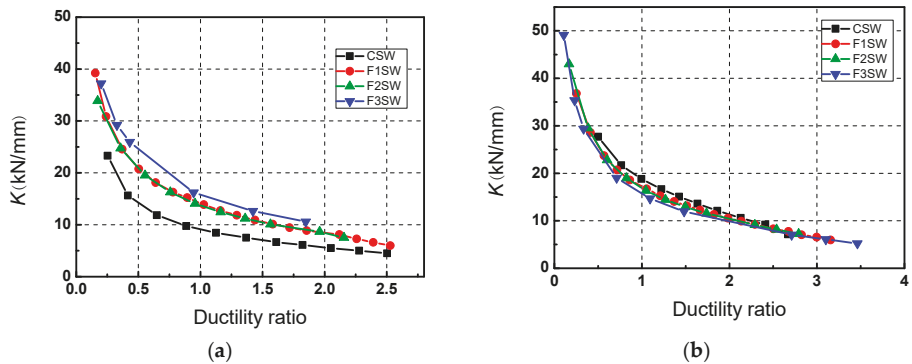 50
40
30
20
10
0
K(kN/mm)
CSW
F1SW
F2SW
F3SW
0.0 0.5 1.0 1.5 2.0 2.5
Ductility ratio
(a)
50
40
30
20
10
0
K(kN/mm)
CSW
F1SW
F2SW
F3SW
0 1 2 3 4
Ductility ratio
(b)